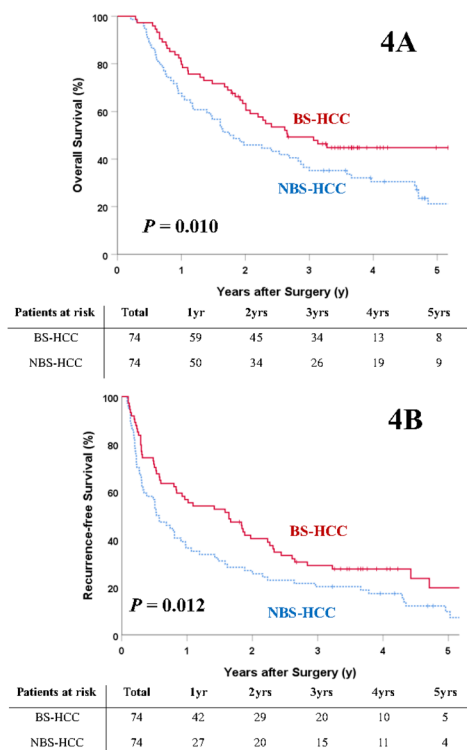 4A
Overall Survival (%)
100
80
60
40
20
0
BS-HCC
NBS-HCC
P = 0.010
0 1 2 3 4 5
Years after Surgery (y)
Patients at risk Total 1yr 2yrs 3yrs 4yrs 5yrs
BS-HCC 74 59 45 34 13 8
NBS-HCC 74 50 34 26 19 9
4B
Recurrence-free Survival (%)
100
80
60
40
20
0
BS-HCC
NBS-HCC
P = 0.012
0 1 2 3 4 5
Years after Surgery (y)
Patients at risk Total 1yr 2yrs 3yrs 4yrs 5yrs
BS-HCC 74 42 29 20 10 5
NBS-HCC 74 27 20 15 11 4